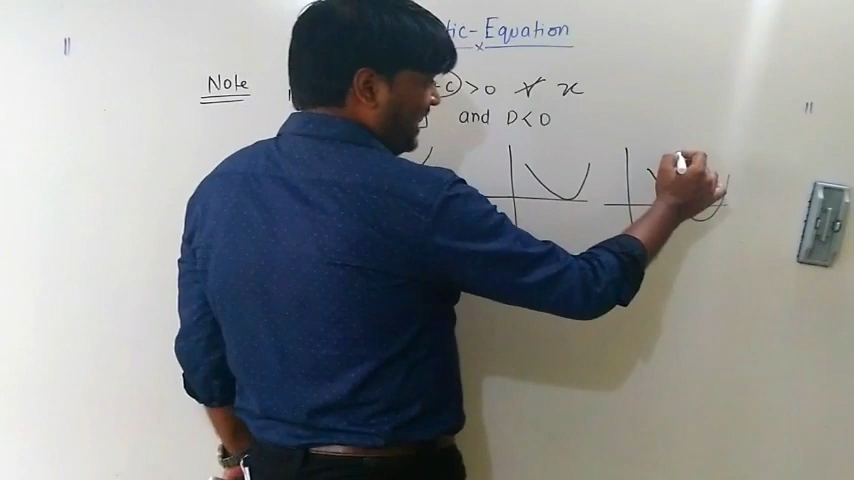 tic-Equation
Note c) > 0 ∀ x
and D < 0